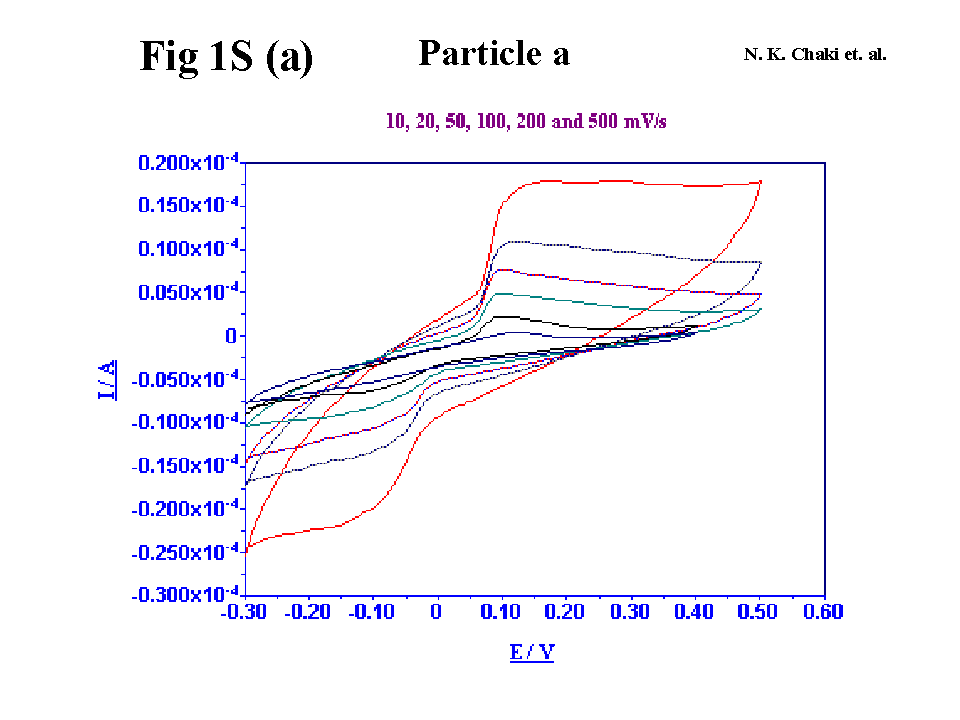 Fig 1S (a) Particle a N. K. Chaki et. al.
10, 20, 50, 100, 200 and 500 mV/s
0.200x10⁻⁴
0.150x10⁻⁴
0.100x10⁻⁴
0.050x10⁻⁴
0
-0.050x10⁻⁴
-0.100x10⁻⁴
-0.150x10⁻⁴
-0.200x10⁻⁴
-0.250x10⁻⁴
-0.300x10⁻⁴
I / A
-0.30 -0.20 -0.10 0 0.10 0.20 0.30 0.40 0.50 0.60
E / V